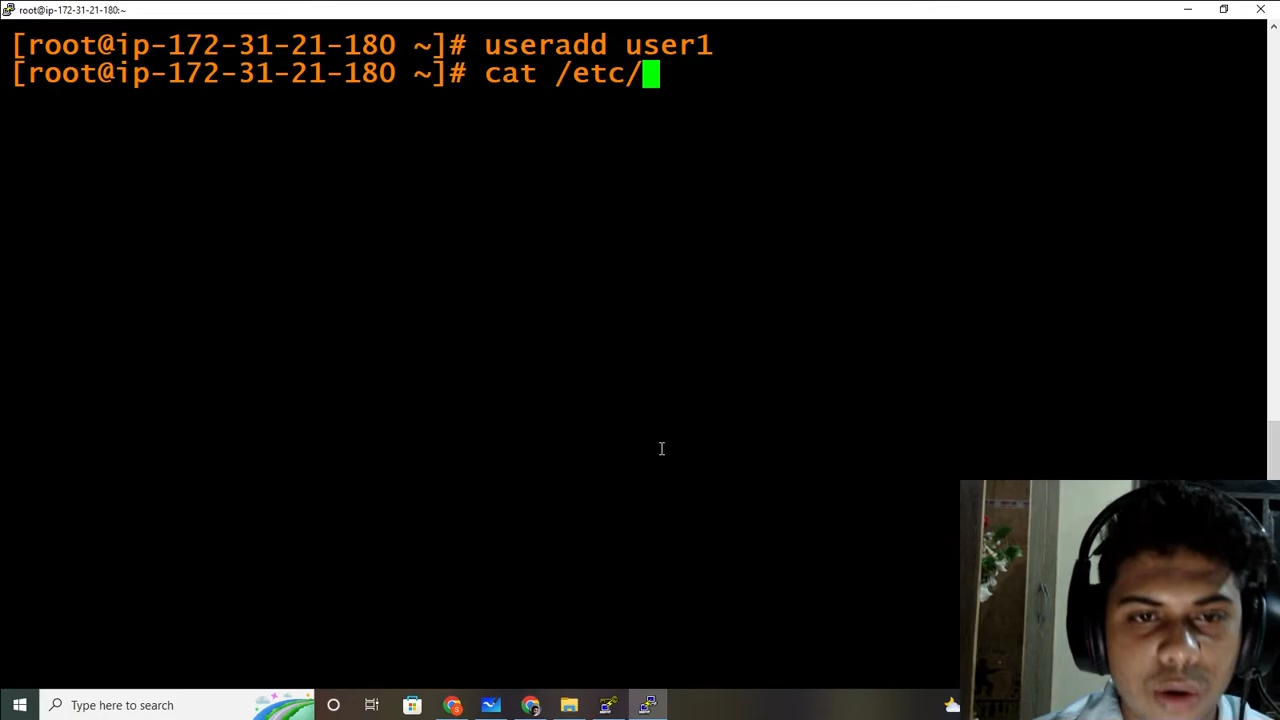 root@ip-172-31-21-180:~
[root@ip-172-31-21-180 ~]# useradd user1
[root@ip-172-31-21-180 ~]# cat /etc/
Type here to search